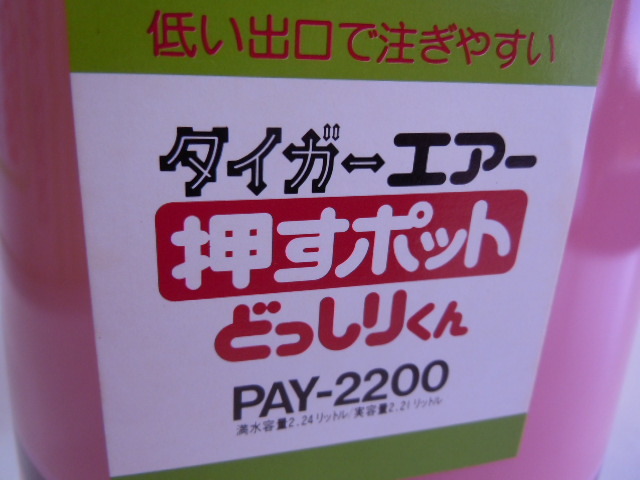 低い出口で注ぎやすい
タイガーエアー
押すポット
どっしりくん
PAY-2200
満水容量2.24リットル/実容量2.21リットル